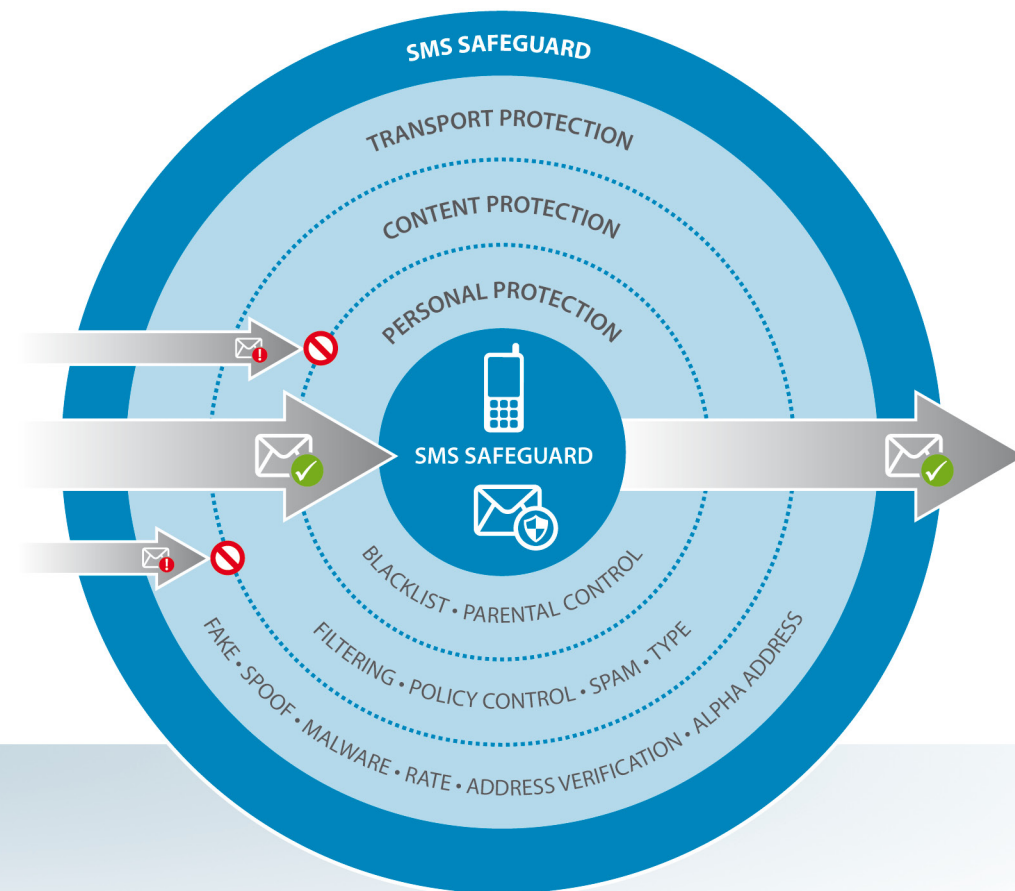 SMS SAFEGUARD
TRANSPORT PROTECTION
CONTENT PROTECTION
PERSONAL PROTECTION
SMS SAFEGUARD
BLACKLIST • PARENTAL CONTROL
FILTERING • POLICY CONTROL • SPAM • TYPE
FAKE • SPOOF • MALWARE • RATE • ADDRESS VERIFICATION • ALPHA ADDRESS